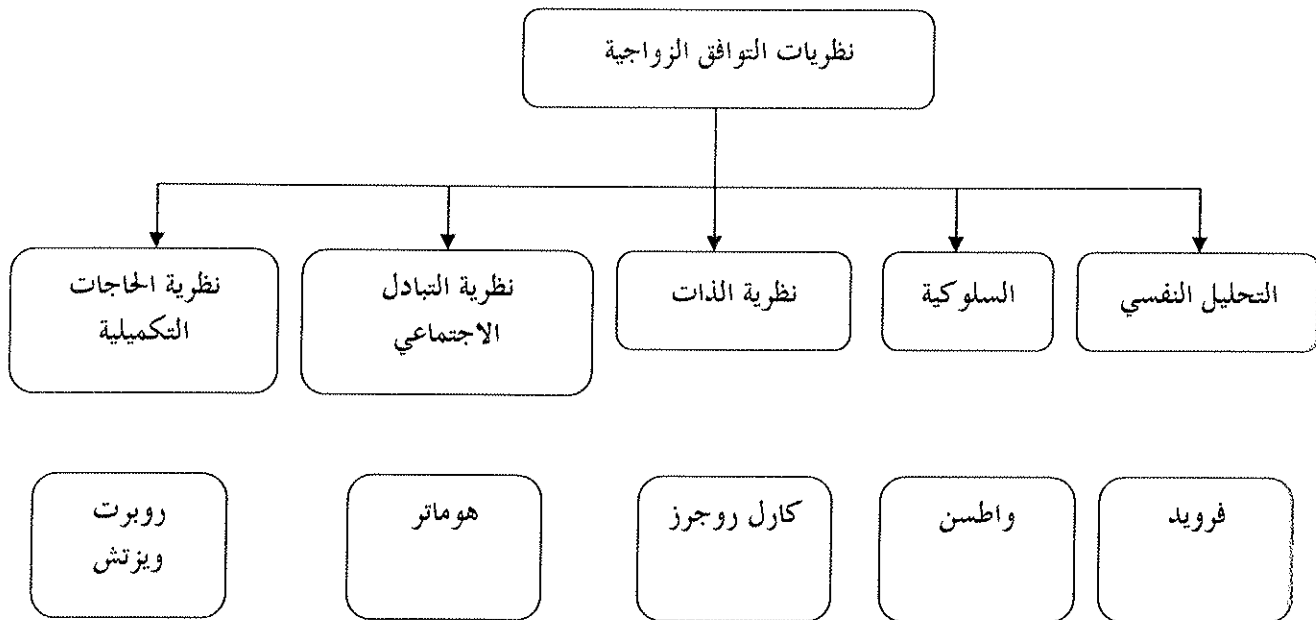 نظريات التوافق الزواجية
التحليل النفسي
السلوكية
نظرية الذات
نظرية التبادل
الاجتماعي
نظرية الحاجات
التكميلية
فرويد
واطسن
كارل روجرز
هوماتر
روبرت
ويزتش